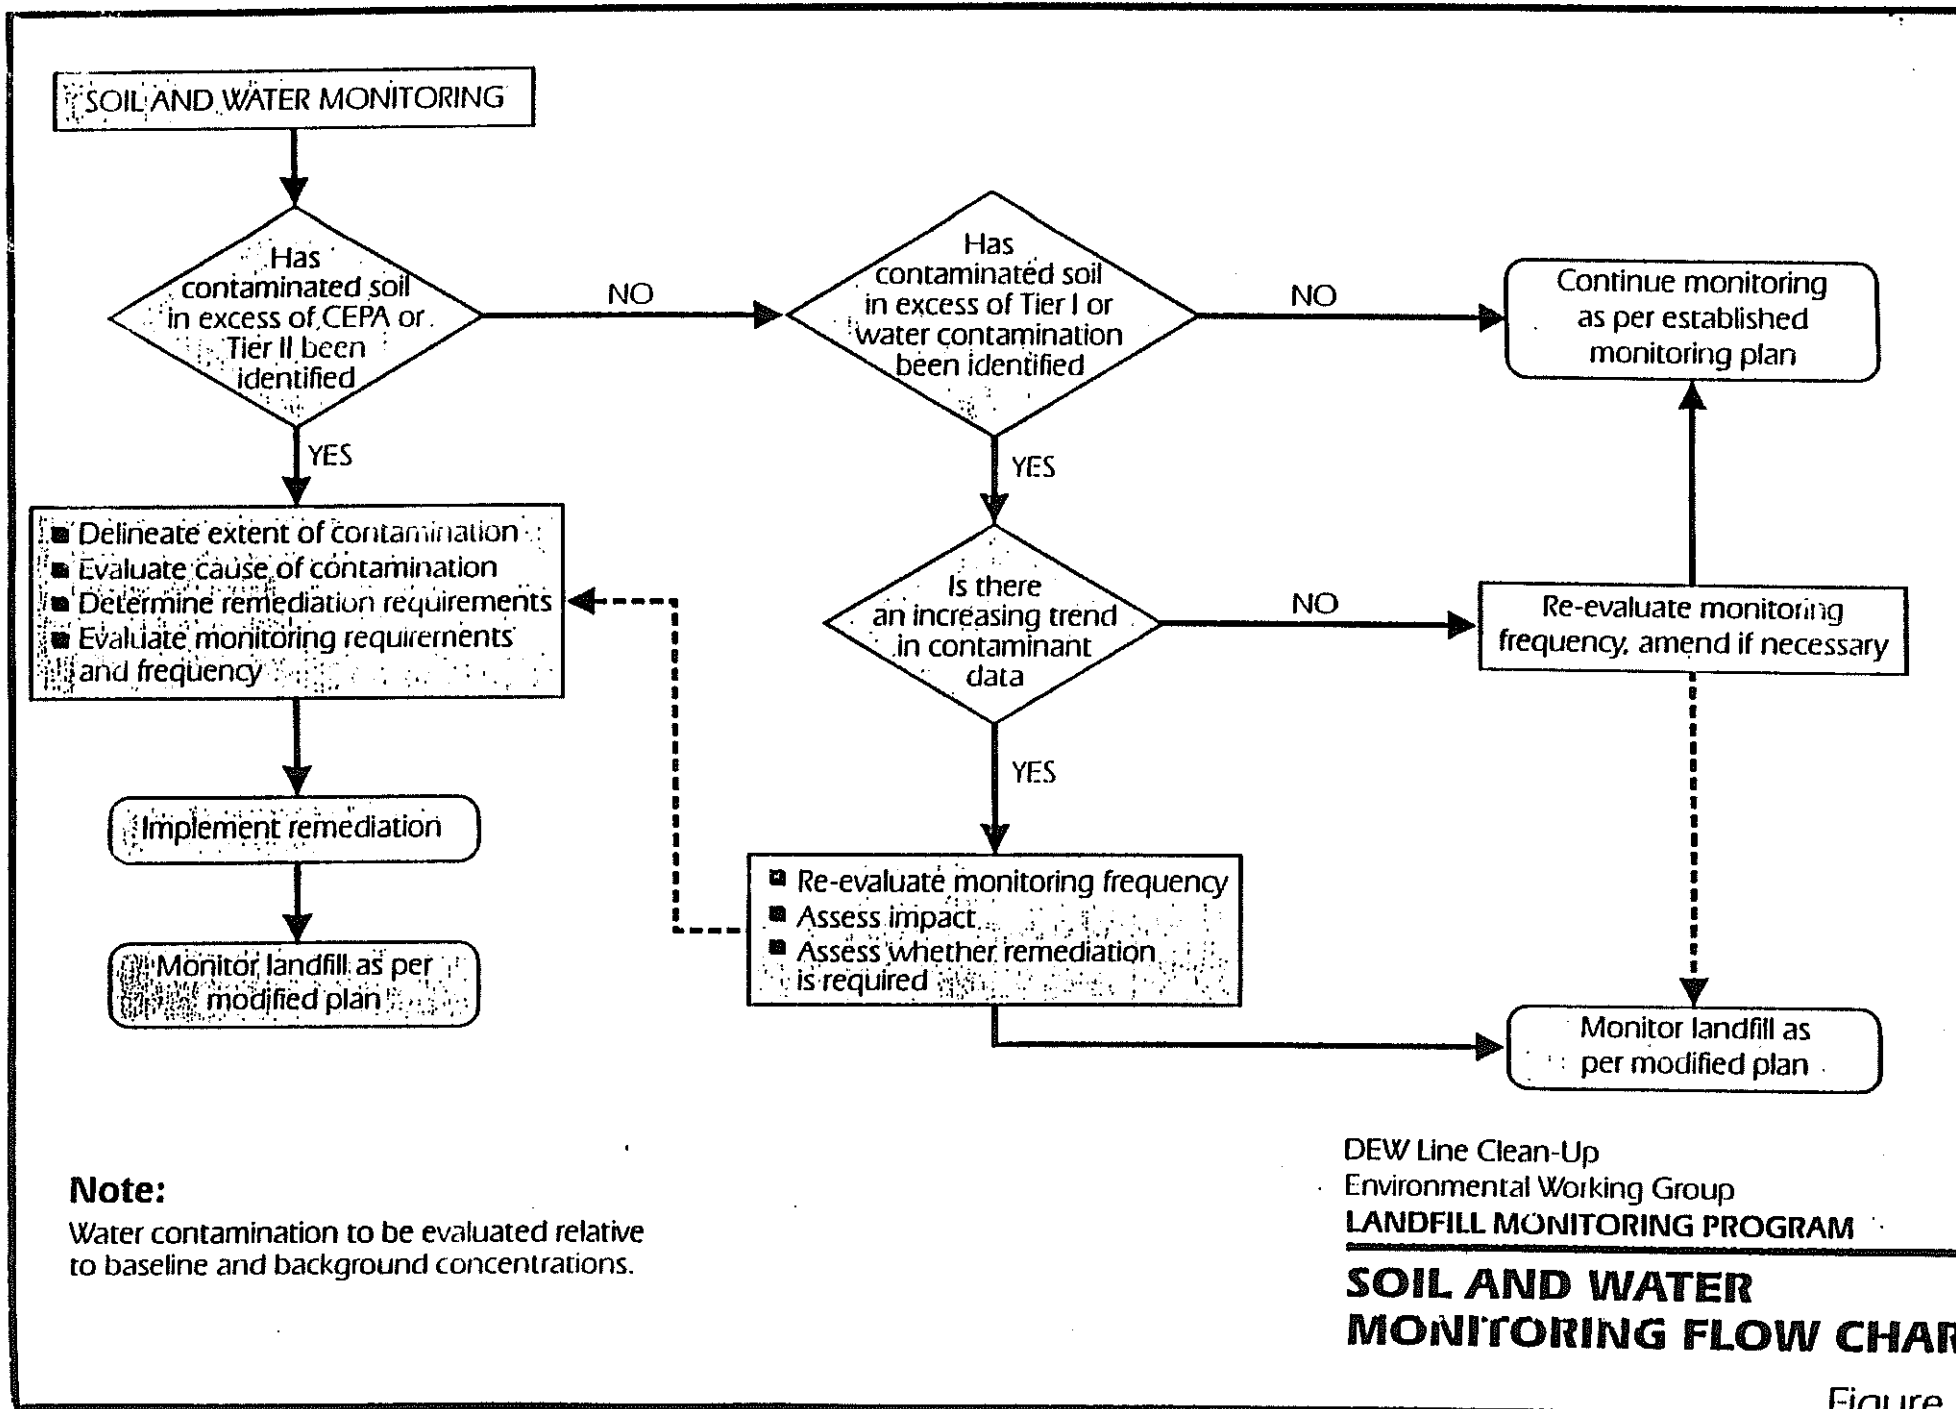 SOIL AND WATER MONITORING
Has
contaminated soil
in excess of CEPA or
Tier II been
identified
NO
Has
contaminated soil
in excess of Tier I or
water contamination
been identified
NO
Continue monitoring
as per established
monitoring plan
YES
YES
■ Delineate extent of contamination
■ Evaluate cause of contamination
■ Determine remediation requirements
■ Evaluate monitoring requirements
and frequency
Is there
an increasing trend
in contaminant
data
NO
Re-evaluate monitoring
frequency, amend if necessary
YES
Implement remediation
■ Re-evaluate monitoring frequency
■ Assess impact
■ Assess whether remediation
is required
Monitor landfill as per
modified plan
Monitor landfill as
per modified plan
Note:
Water contamination to be evaluated relative
to baseline and background concentrations.
DEW Line Clean-Up
Environmental Working Group
LANDFILL MONITORING PROGRAM
SOIL AND WATER
MONITORING FLOW CHAR
Figure